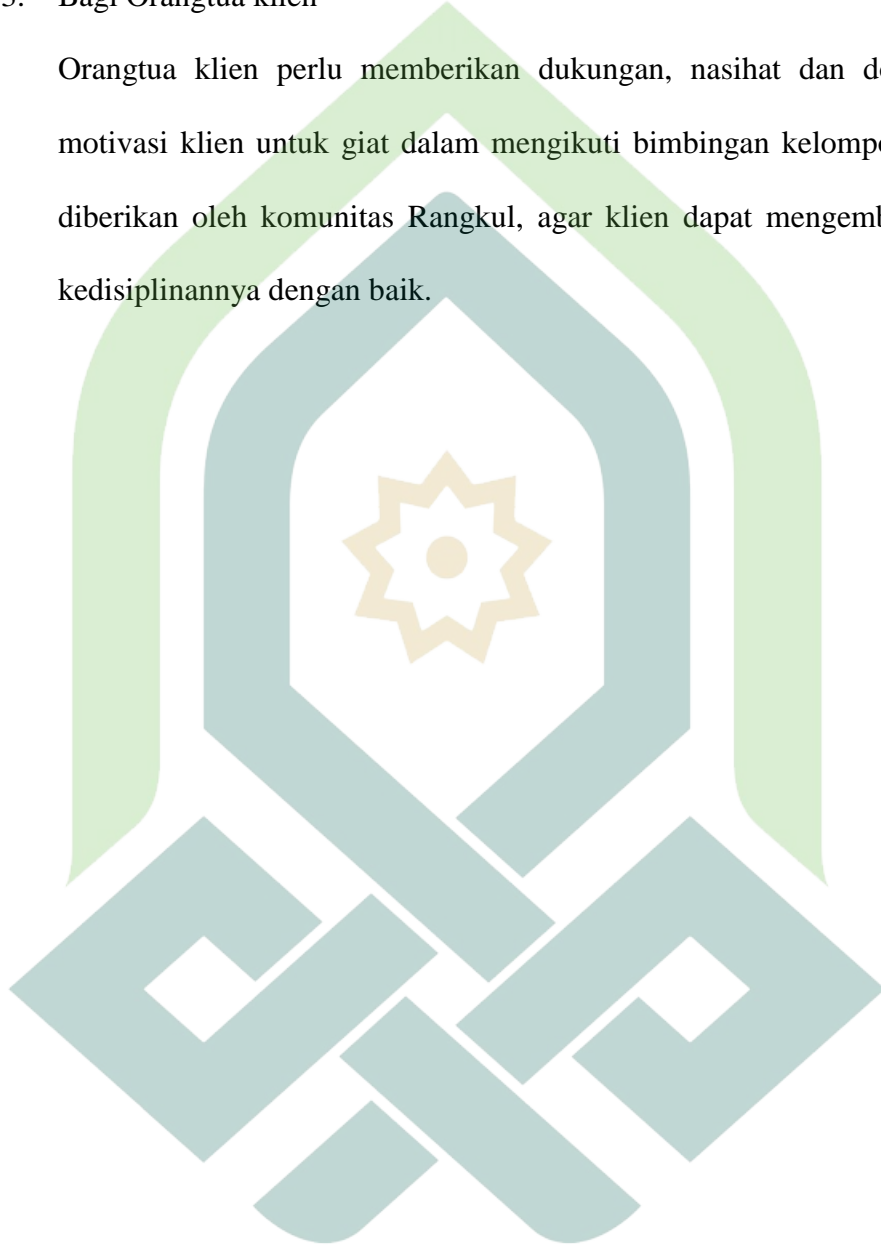 3. Bagi Orangtua klien
Orangtua klien perlu memberikan dukungan, nasihat dan
motivasi klien untuk giat dalam mengikuti bimbingan
diberikan oleh komunitas Rangkul, agar klien dapat
kedisiplinannya dengan baik.